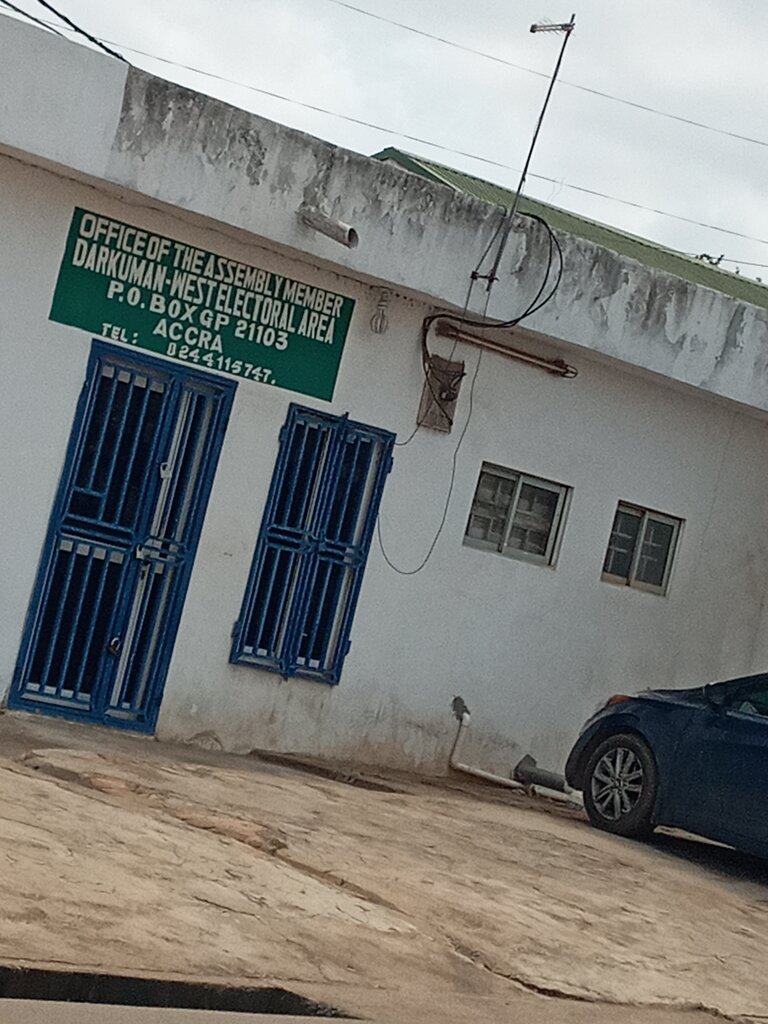 OFFICE OF THE ASSEMBLY MEMBER
DARKUMAN-WEST ELECTORAL AREA
P.O. BOX GP 21103
ACCRA
TEL: 0244115747.